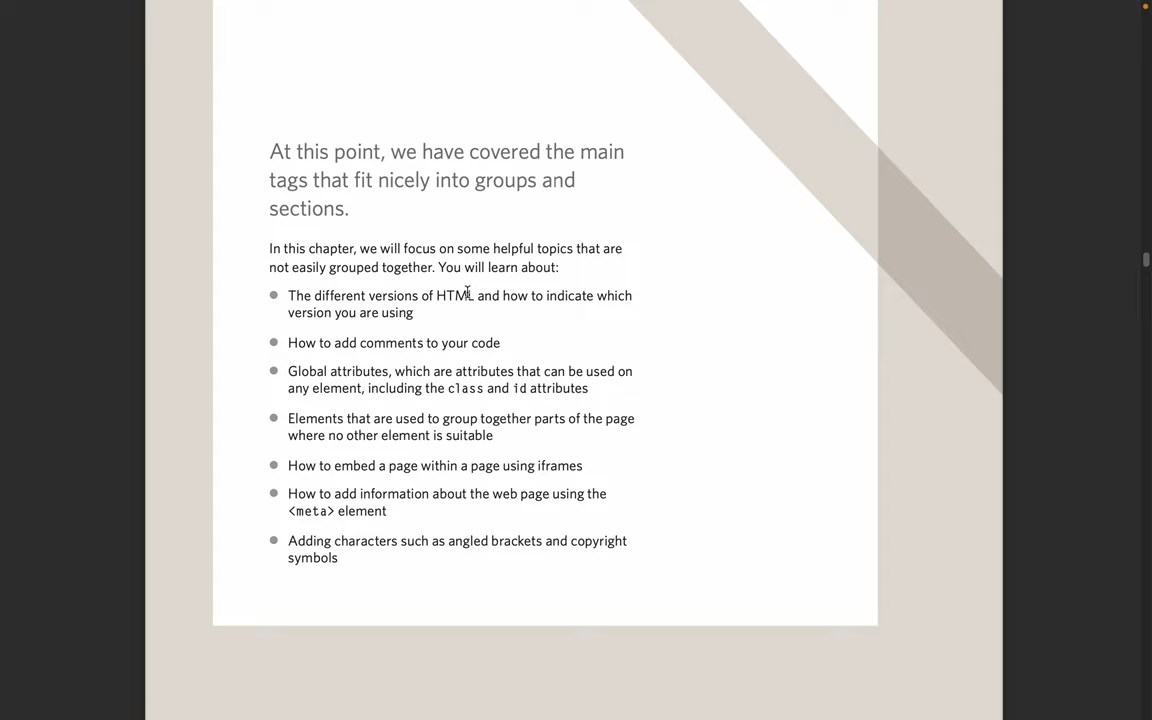 At this point, we have covered the main
tags that fit nicely into groups and
sections.
In this chapter, we will focus on some helpful topics that are
not easily grouped together. You will learn about:
The different versions of HTML and how to indicate which
version you are using
How to add comments to your code
Global attributes, which are attributes that can be used on
any element, including the class and id attributes
Elements that are used to group together parts of the page
where no other element is suitable
How to embed a page within a page using iframes
How to add information about the web page using the
<meta> element
Adding characters such as angled brackets and copyright
symbols